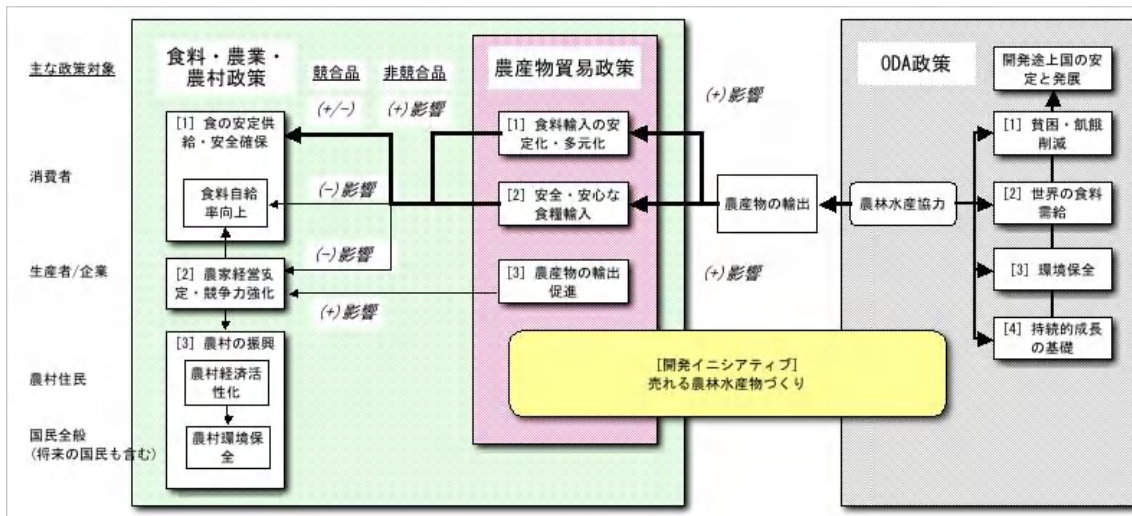 主な政策対象
消費者
生産者/企業
農村住民
国民全般
(将来の国民も含む)
食料・農業・
農村政策
競合品
非競合品
(+/-)
(+)影響
[1] 食の安定供
給・安全確保
食料自給
率向上
(-)影響
(-)影響
[2] 農家経営安
定・競争力強化
(+)影響
[3] 農村の振興
農村経済活
性化
農村環境保
全
農産物貿易政策
[1] 食料輸入の安
定化・多元化
[2] 安全・安心な
食糧輸入
[3] 農産物の輸出
促進
(+)影響
農産物の輸出
(+)影響
[開発イニシアティブ]
売れる農林水産物づくり
ODA政策
農林水産協力
開発途上国の安
定と発展
[1] 貧困・飢餓
削減
[2] 世界の食料
需給
[3] 環境保全
[4] 持続的成長
の基礎